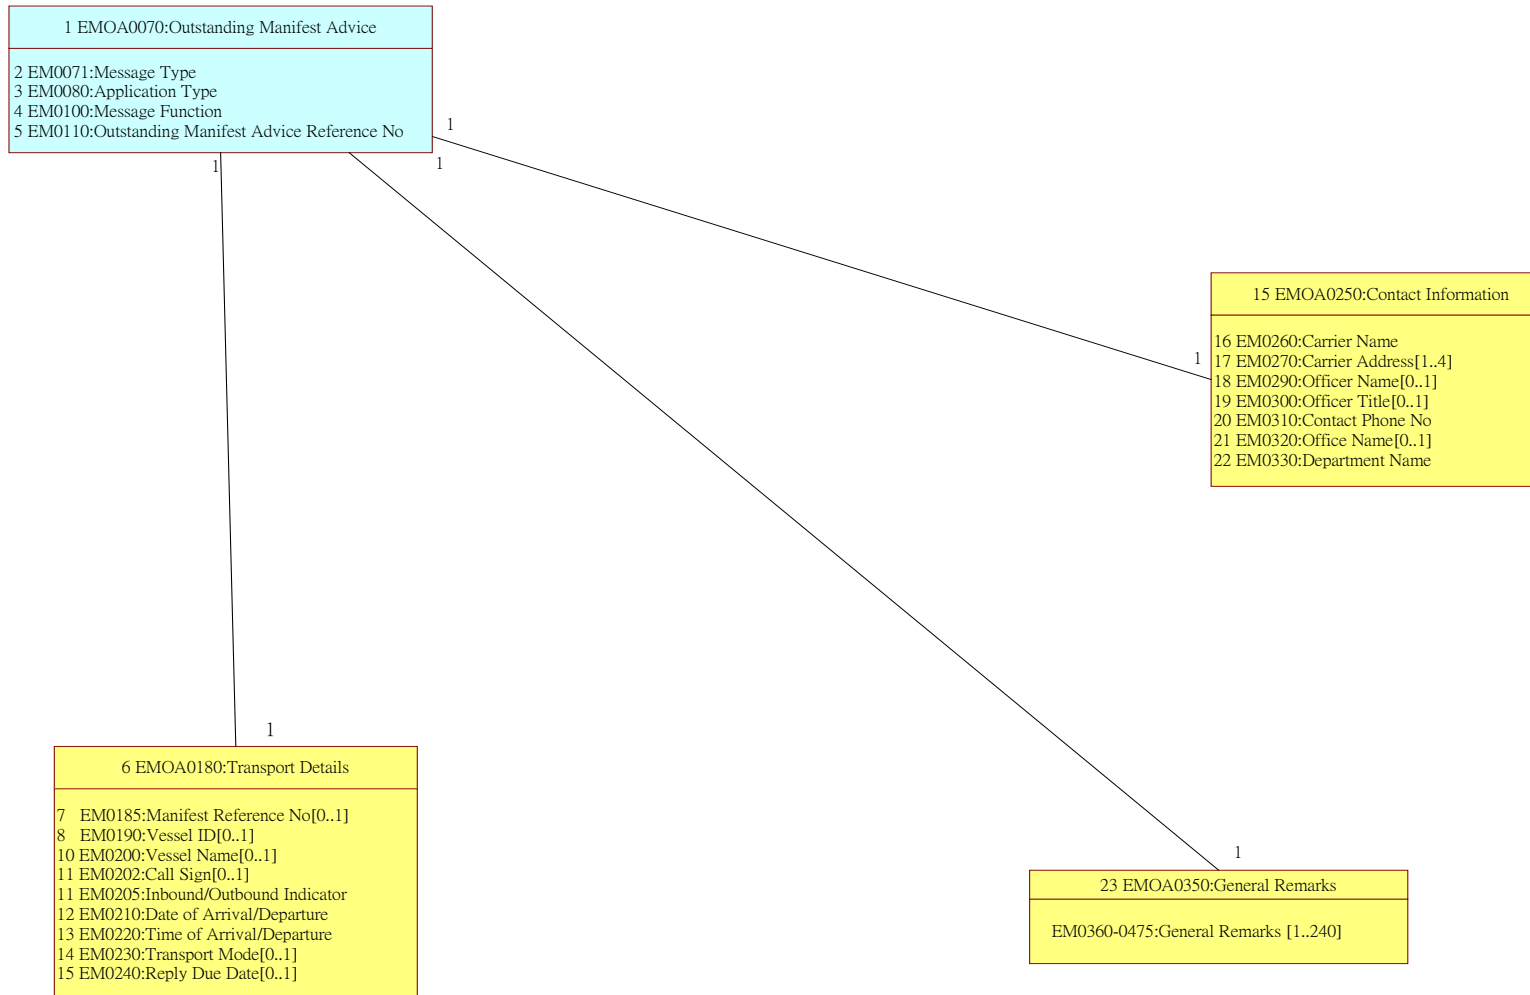 1 EMOA0070:Outstanding Manifest Advice
2 EM0071:Message Type
3 EM0080:Application Type
4 EM0100:Message Function
5 EM0110:Outstanding Manifest Advice Reference No
1
1
1
15 EMOA0250:Contact Information
16 EM0260:Carrier Name
17 EM0270:Carrier Address[1..4]
18 EM0290:Officer Name[0..1]
19 EM0300:Officer Title[0..1]
20 EM0310:Contact Phone No
21 EM0320:Office Name[0..1]
22 EM0330:Department Name
1
1
6 EMOA0180:Transport Details
7 EM0185:Manifest Reference No[0..1]
8 EM0190:Vessel ID[0..1]
10 EM0200:Vessel Name[0..1]
11 EM0202:Call Sign[0..1]
11 EM0205:Inbound/Outbound Indicator
12 EM0210:Date of Arrival/Departure
13 EM0220:Time of Arrival/Departure
14 EM0230:Transport Mode[0..1]
15 EM0240:Reply Due Date[0..1]
1
23 EMOA0350:General Remarks
EM0360-0475:General Remarks [1..240]